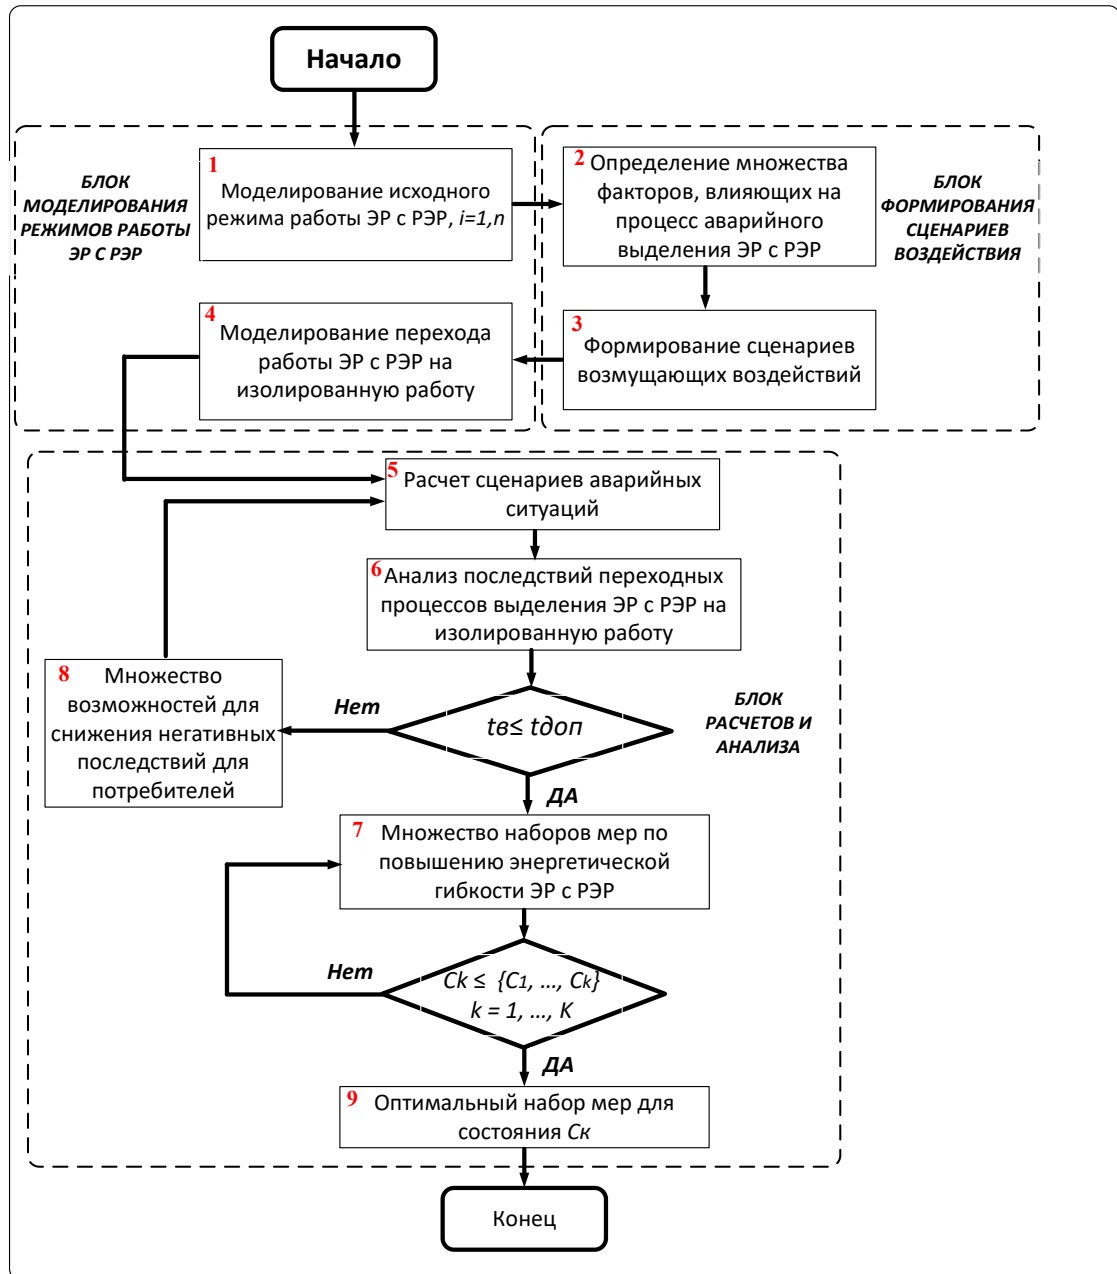 Начало
БЛОК
МОДЕЛИРОВАНИЯ
РЕЖИМОВ РАБОТЫ
ЭР С РЭР
1
Моделирование исходного
режима работы ЭР с РЭР, i=1,n
2
Определение множества
факторов, влияющих на
процесс аварийного
выделения ЭР с РЭР
БЛОК
ФОРМИРОВАНИЯ
СЦЕНАРИЕВ
ВОЗДЕЙСТВИЯ
4
Моделирование перехода
работы ЭР с РЭР на
изолированную работу
3
Формирование сценариев
возмущающих воздействий
5
Расчет сценариев аварийных
ситуаций
6
Анализ последствий переходных
процессов выделения ЭР с РЭР на
изолированную работу
8
Множество
возможностей для
снижения негативных
последствий для
потребителей
Нет
tв≤ tдоп
БЛОК
РАСЧЕТОВ И
АНАЛИЗА
ДА
7
Множество наборов мер по
повышению энергетической
гибкости ЭР с РЭР
Нет
Ck ≤ {C1, ..., Ck}
k = 1, ..., K
ДА
9
Оптимальный набор мер для
состояния Ск
Конец